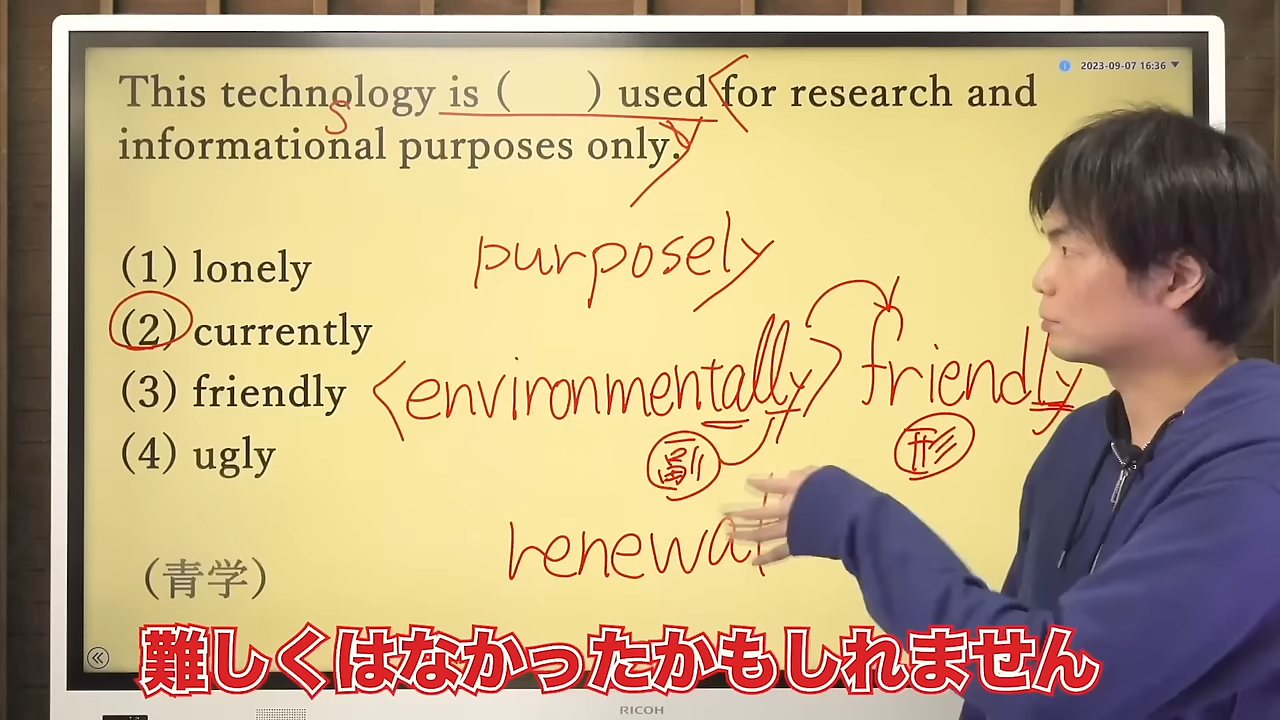 2023-09-07 16:36
This technology is (　　) used for research and
S
informational purposes only.
purposely
(1) lonely
(2) currently
(3) friendly
(4) ugly
environmentally friendly
副 形
renewal
(青学)
難しくはなかったかもしれません
RICOH